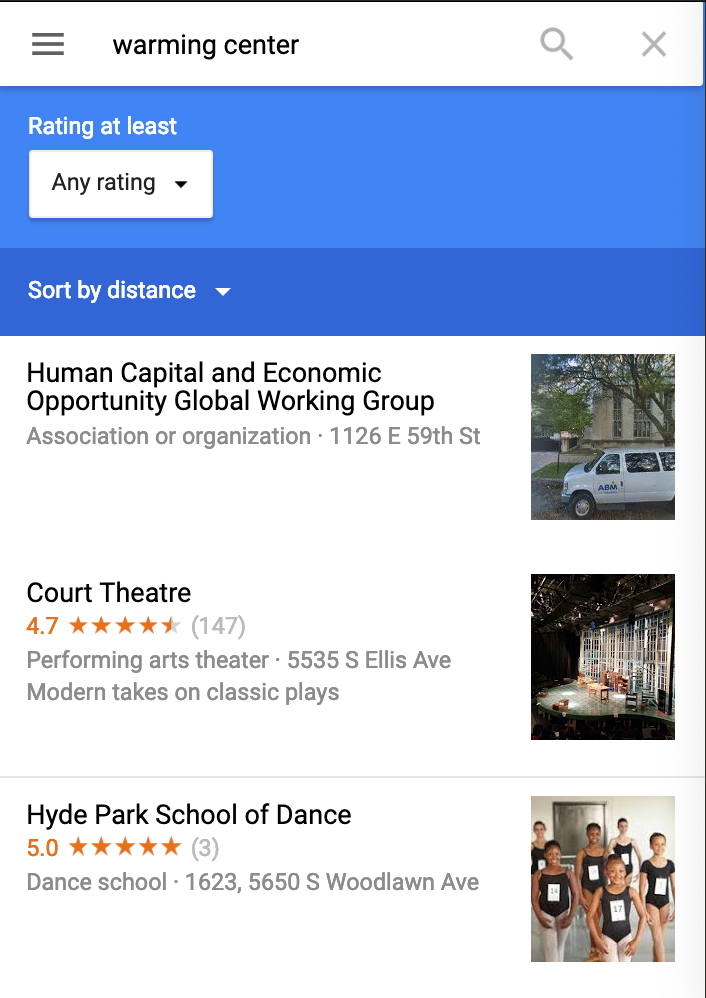 warming center
Rating at least
Any rating
Sort by distance
Human Capital and Economic
Opportunity Global Working Group
Association or organization · 1126 E 59th St
ABM
Court Theatre
4.7 (147)
Performing arts theater · 5535 S Ellis Ave
Modern takes on classic plays
Hyde Park School of Dance
5.0 (3)
Dance school · 1623, 5650 S Woodlawn Ave
14
17